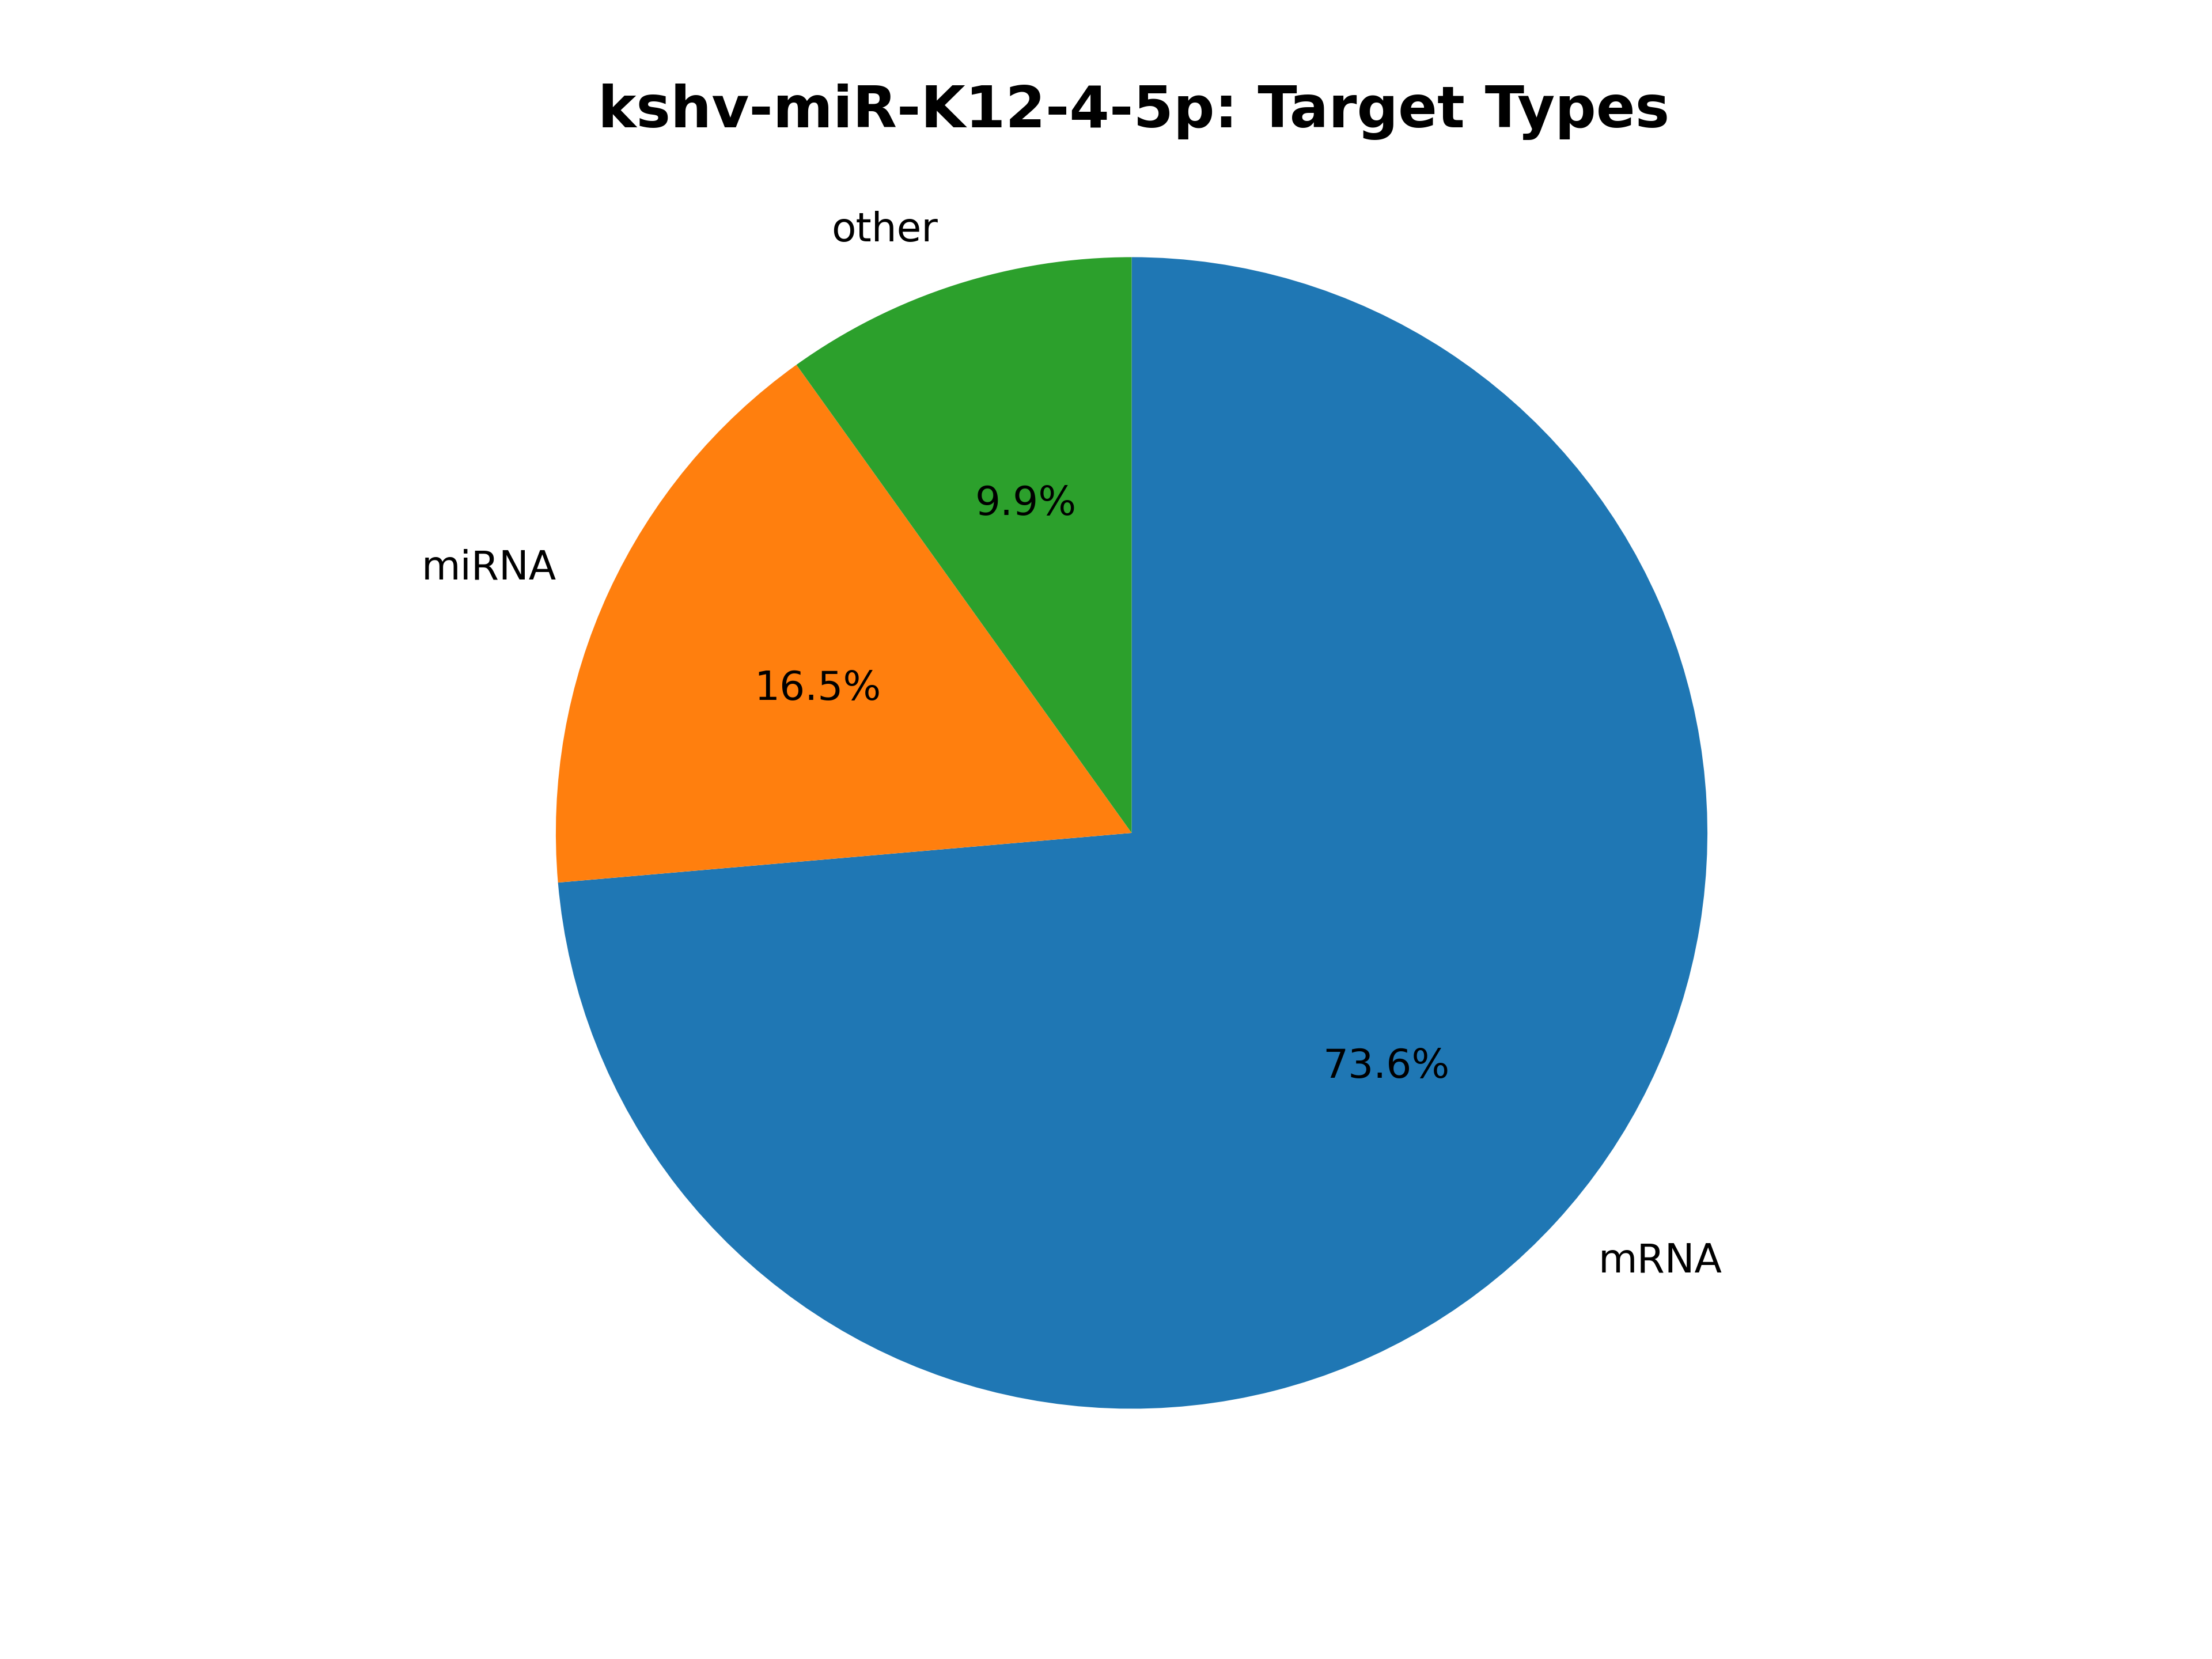 kshv-miR-K12-4-5p: Target Types
other
9.9%
miRNA
16.5%
73.6%
mRNA